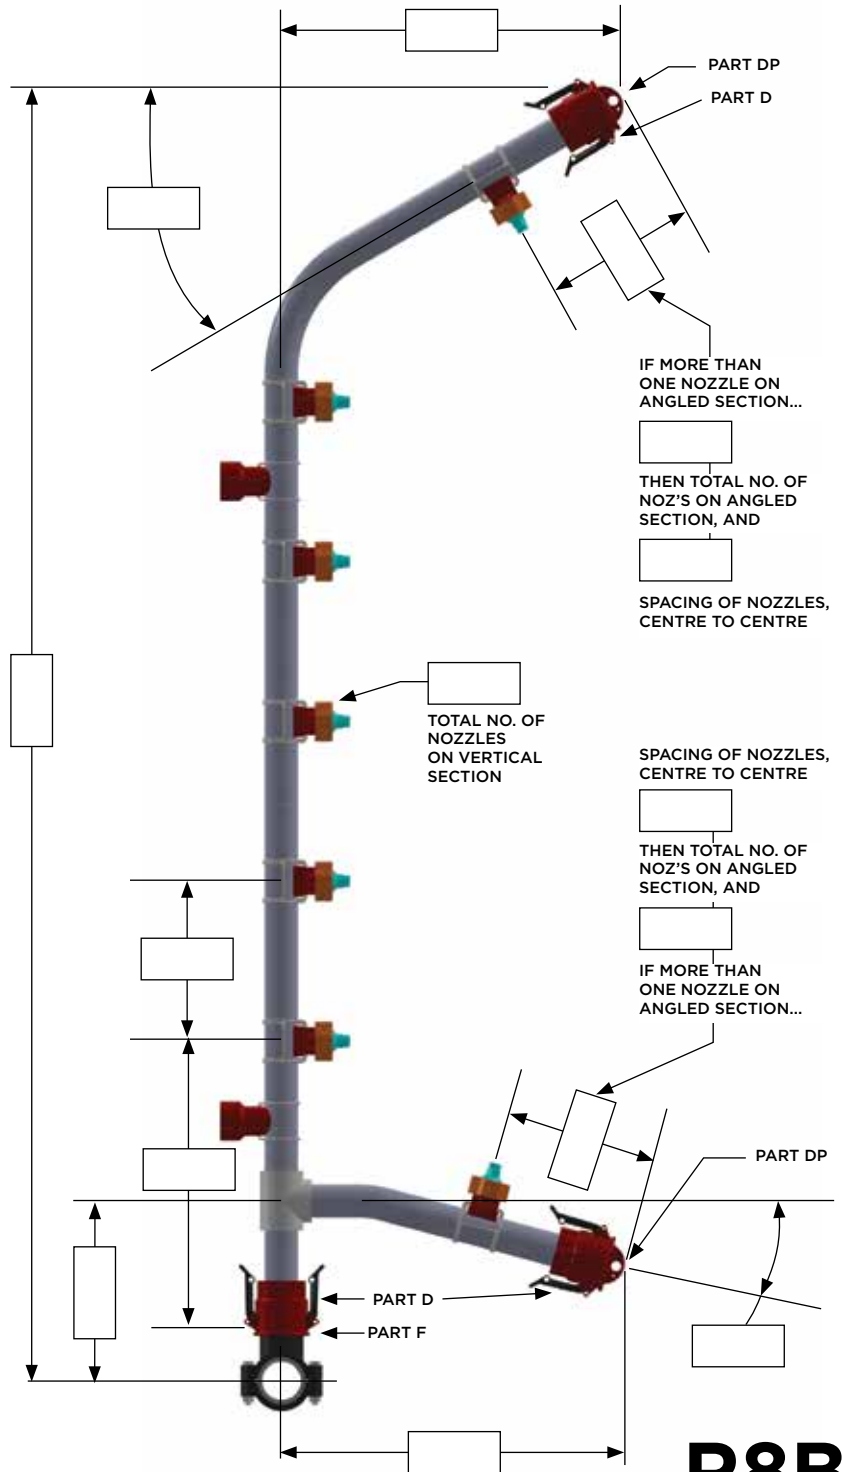 PART DP
PART D
IF MORE THAN
ONE NOZZLE ON
ANGLED SECTION...
THEN TOTAL NO. OF
NOZ'S ON ANGLED
SECTION, AND
SPACING OF NOZZLES,
CENTRE TO CENTRE
TOTAL NO. OF
NOZZLES
ON VERTICAL
SECTION
SPACING OF NOZZLES,
CENTRE TO CENTRE
THEN TOTAL NO. OF
NOZ'S ON ANGLED
SECTION, AND
IF MORE THAN
ONE NOZZLE ON
ANGLED SECTION...
PART DP
PART D
PART F